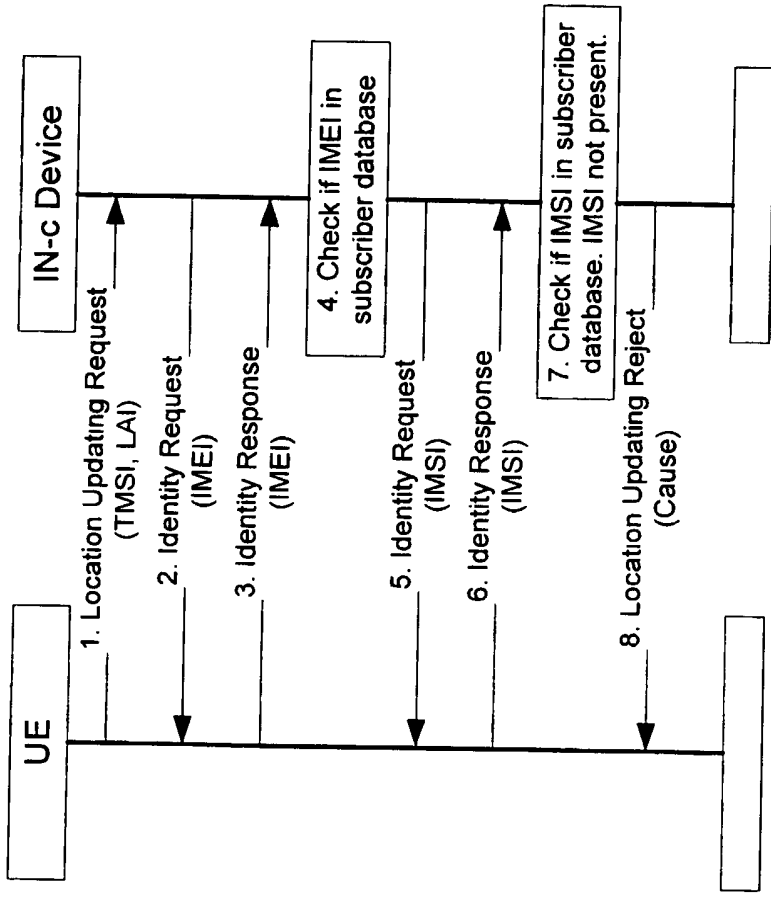 UE
IN-c Device
1. Location Updating Request
(TMSI, LAI)
2. Identity Request
(IMEI)
3. Identity Response
(IMEI)
4. Check if IMEI in
subscriber database
5. Identity Request
(IMSI)
6. Identity Response
(IMSI)
7. Check if IMSI in subscriber
database. IMSI not present.
8. Location Updating Reject
(Cause)